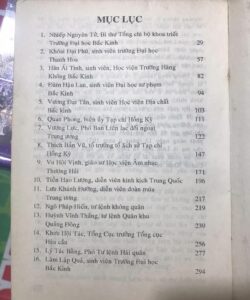 MỤC LỤC
1. Nhiếp Nguyên Tử, Bí thư Tổng chi bộ khoa triết
Trường Đại học Bắc Kinh 29
2. Khoái Đại Phú, sinh viên trường Đại học
Thanh Hoa 57
3. Hàn Ái Tinh, sinh viên, Học viện Trường Hàng
Không Bắc Kinh 82
4. Đàm Hậu Lan, sinh viên Đại học sư phạm
Bắc Kinh 94
5. Vương Đại Tân, sinh viên Học viện Địa chất
Bắc Kinh 103
6. Quan Phong, biên ủy Tạp chí Hồng Kỳ 111
7. Vương Lực, Phó Ban Liên lạc đối ngoại
Trung ương 122
8. Thích Bản Vũ, tổ trưởng tổ lịch sử Tạp chí
Hồng Kỳ 147
9. Vu Hội Vịnh, giáo sư Học viện Âm nhạc
Thượng Hải 171
10. Tiền Hạo Lương, diễn viên kinh kịch Trung Quốc 196
11. Lưu Khánh Đường, diễn viên đoàn múa
Trung ương 211
12. Ngô Pháp Hiến, tư lệnh không quân 219
13. Huỳnh Vĩnh Thắng, tư lệnh Quân khu
Quảng Đông 239
14. Khưu Hội Tác, Tổng Cục trưởng Tổng cục
Hậu cần 256
15. Lý Tác Bằng, Phó Tư lệnh Hải quân 277
16. Lâm Lập Quả, sinh viên Trường Đại học
Bắc Kinh 294